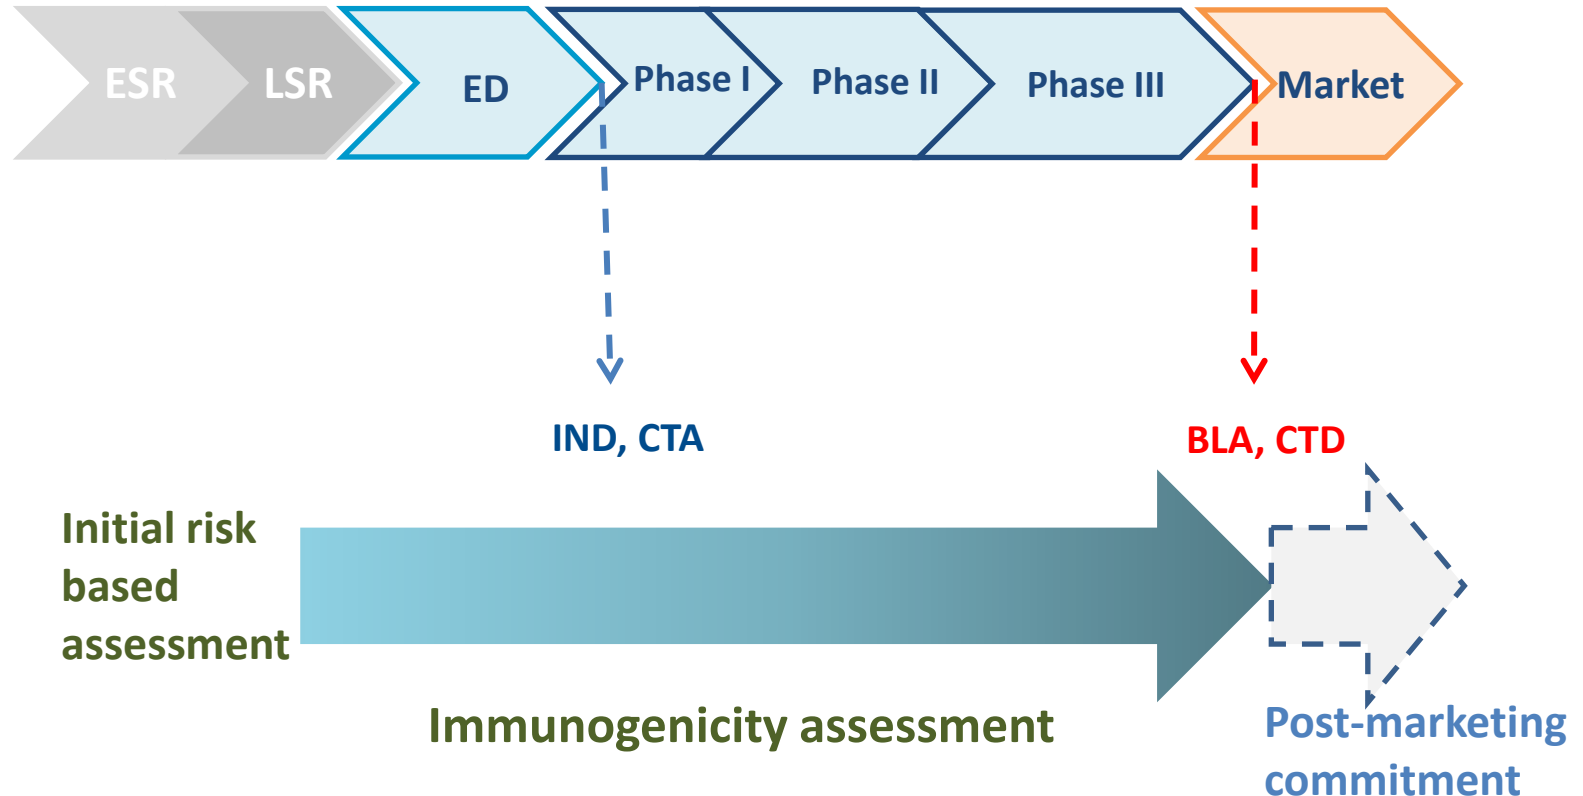 ESR
LSR
ED
Phase I
Phase II
Phase III
Market
IND, CTA
BLA, CTD
Initial risk
based
assessment
Immunogenicity assessment
Post-marketing
commitment